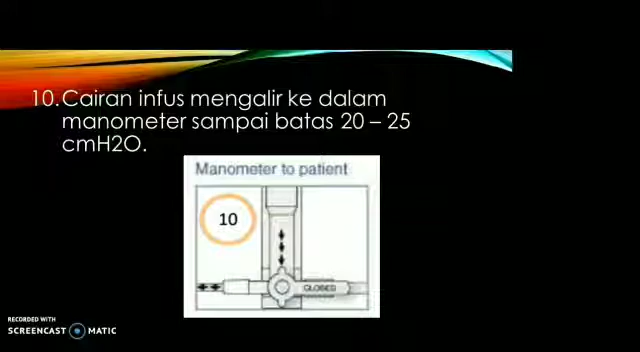 10. Cairan infus mengalir ke dalam
manometer sampai batas 20 – 25
cmH2O.
Manometer to patient
10
CLOSED
RECORDED WITH
SCREENCAST MATIC